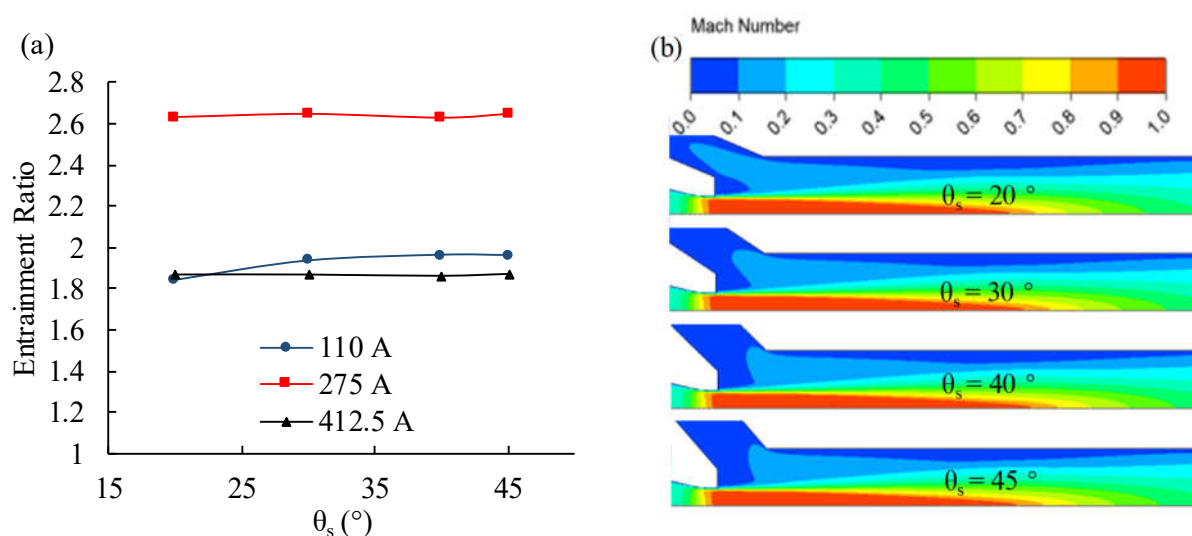 (a)
2.8
2.6
2.4
2.2
2
1.8
1.6
1.4
1.2
1
Entrainment Ratio
110 A
275 A
412.5 A
15 25 35 45
θs (°)
(b)
Mach Number
0.0 0.1 0.2 0.3 0.4 0.5 0.6 0.7 0.8 0.9 1.0
θs = 20 °
θs = 30 °
θs = 40 °
θs = 45 °